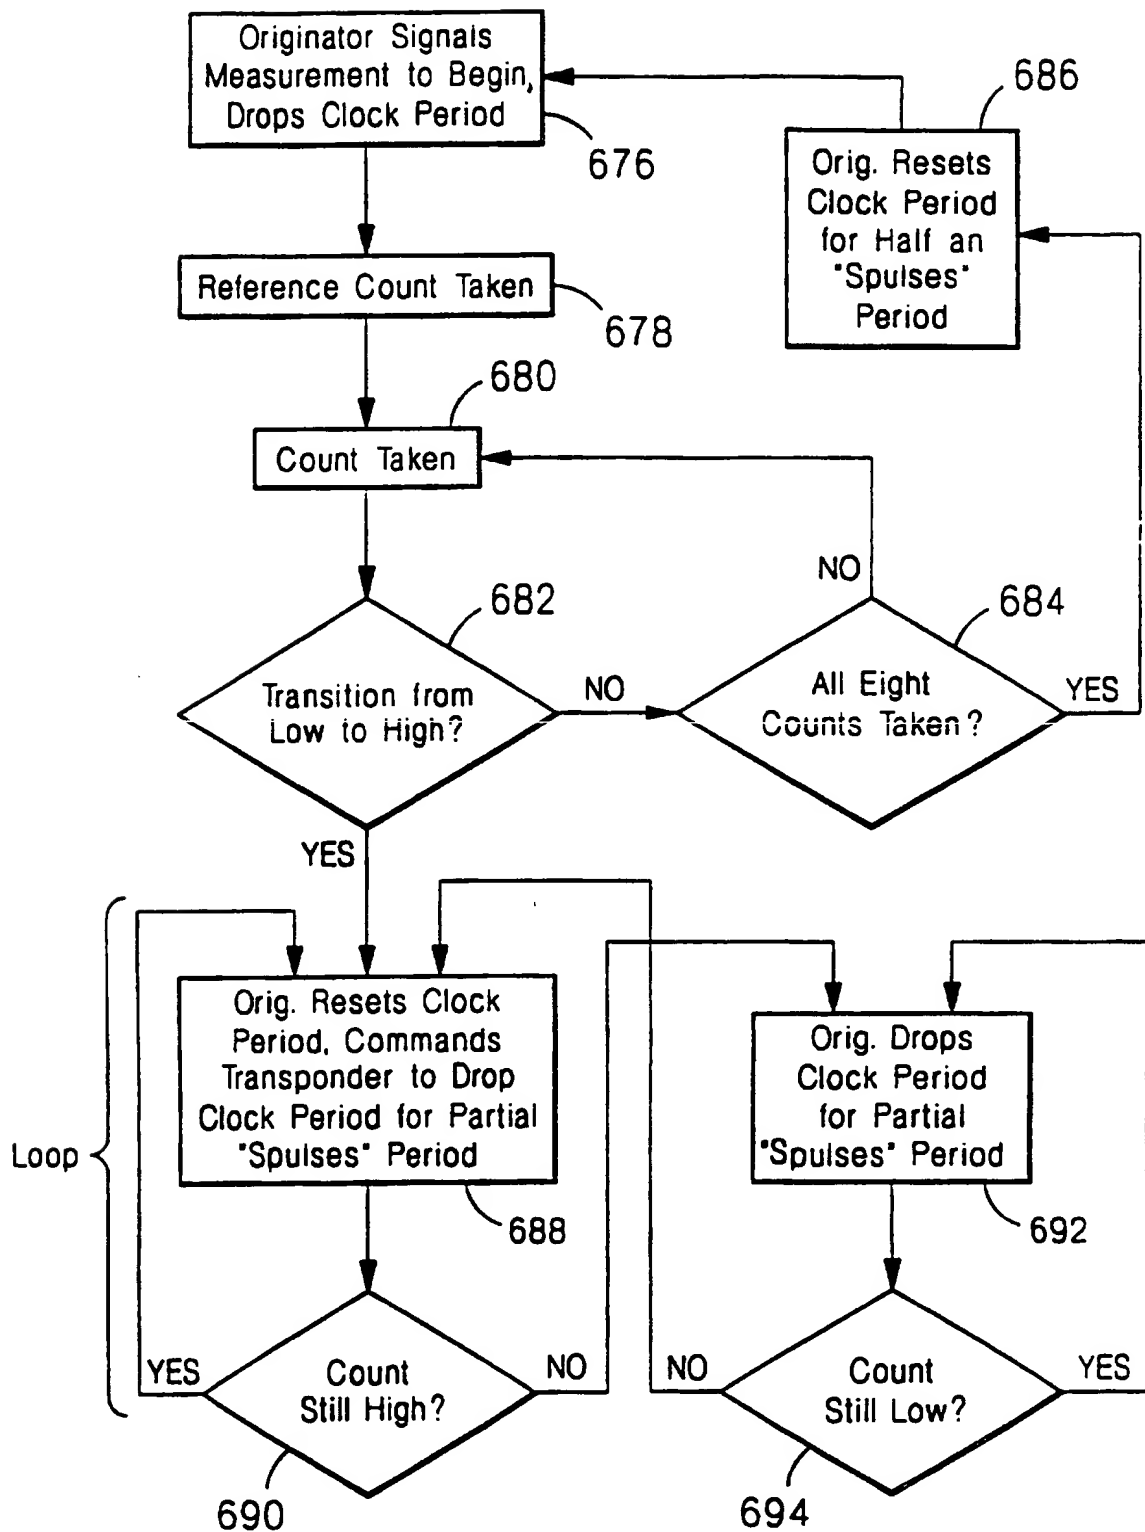 Originator Signals
Measurement to Begin,
Drops Clock Period
676
686
Orig. Resets
Clock Period
for Half an
"Spulses"
Period
Reference Count Taken
678
680
Count Taken
682
Transition from
Low to High?
NO
NO
684
All Eight
Counts Taken?
YES
YES
Loop
Orig. Resets Clock
Period, Commands
Transponder to Drop
Clock Period for Partial
"Spulses" Period
688
Orig. Drops
Clock Period
for Partial
"Spulses" Period
692
YES
Count
Still High?
NO
690
NO
Count
Still Low?
YES
694